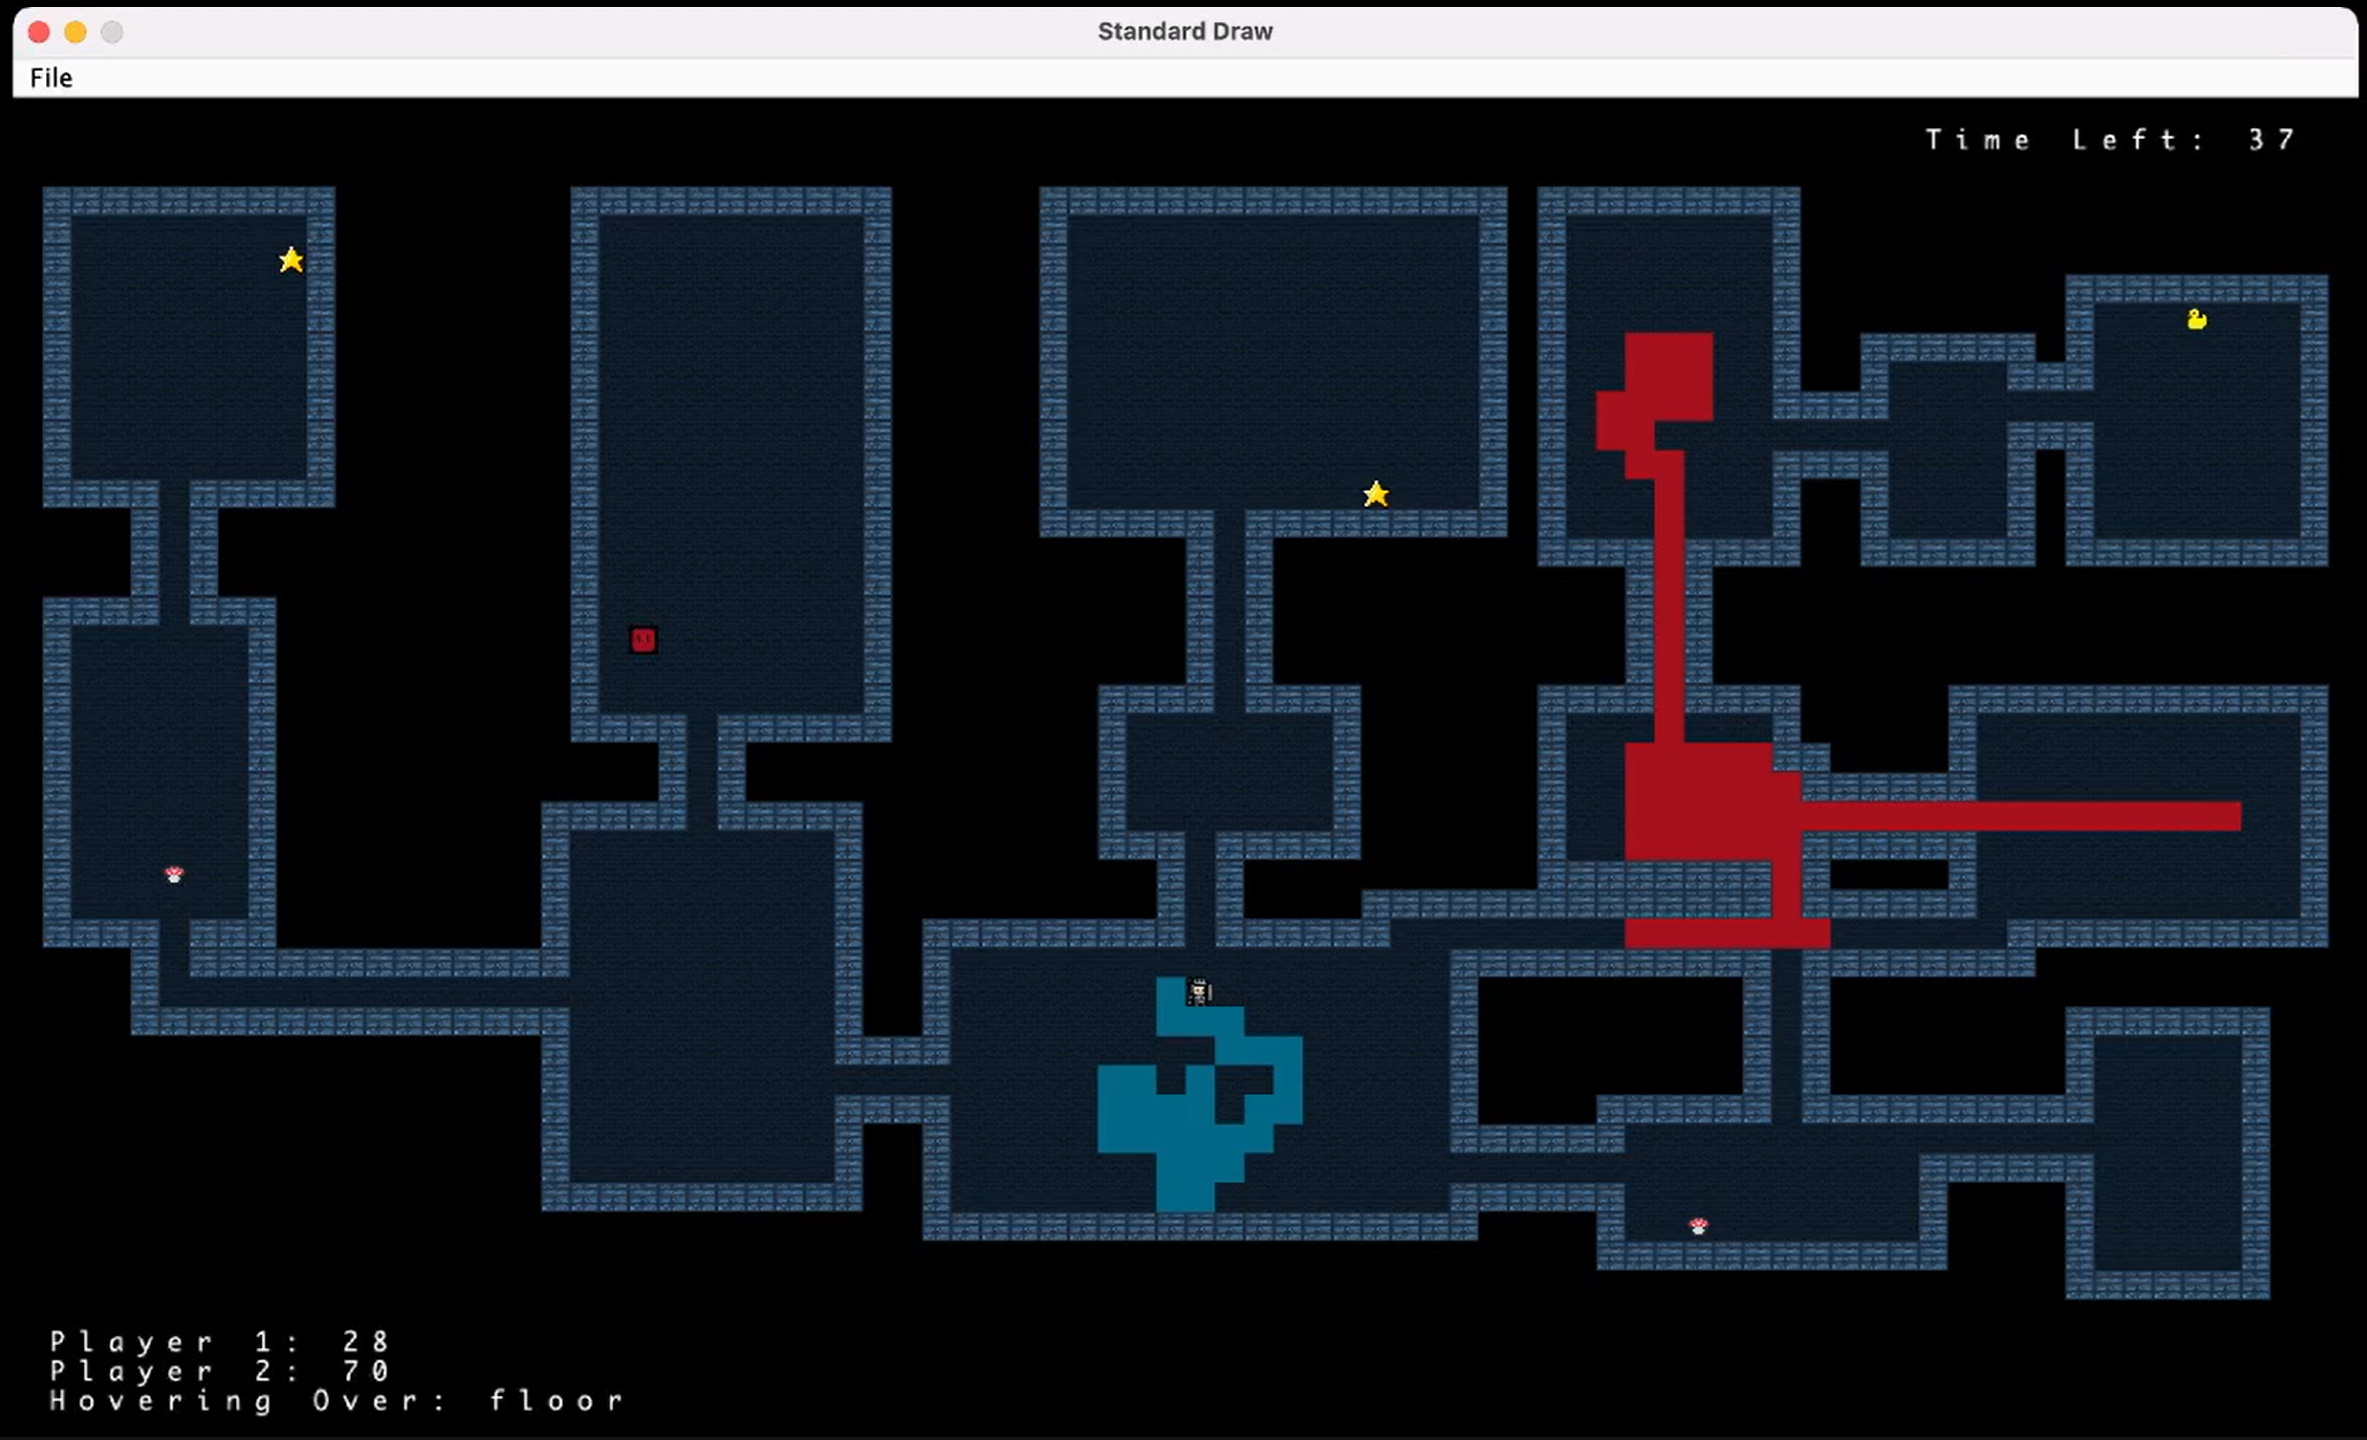 Standard Draw
File
Time Left: 37
Player 1: 28
Player 2: 70
Hovering Over: floor